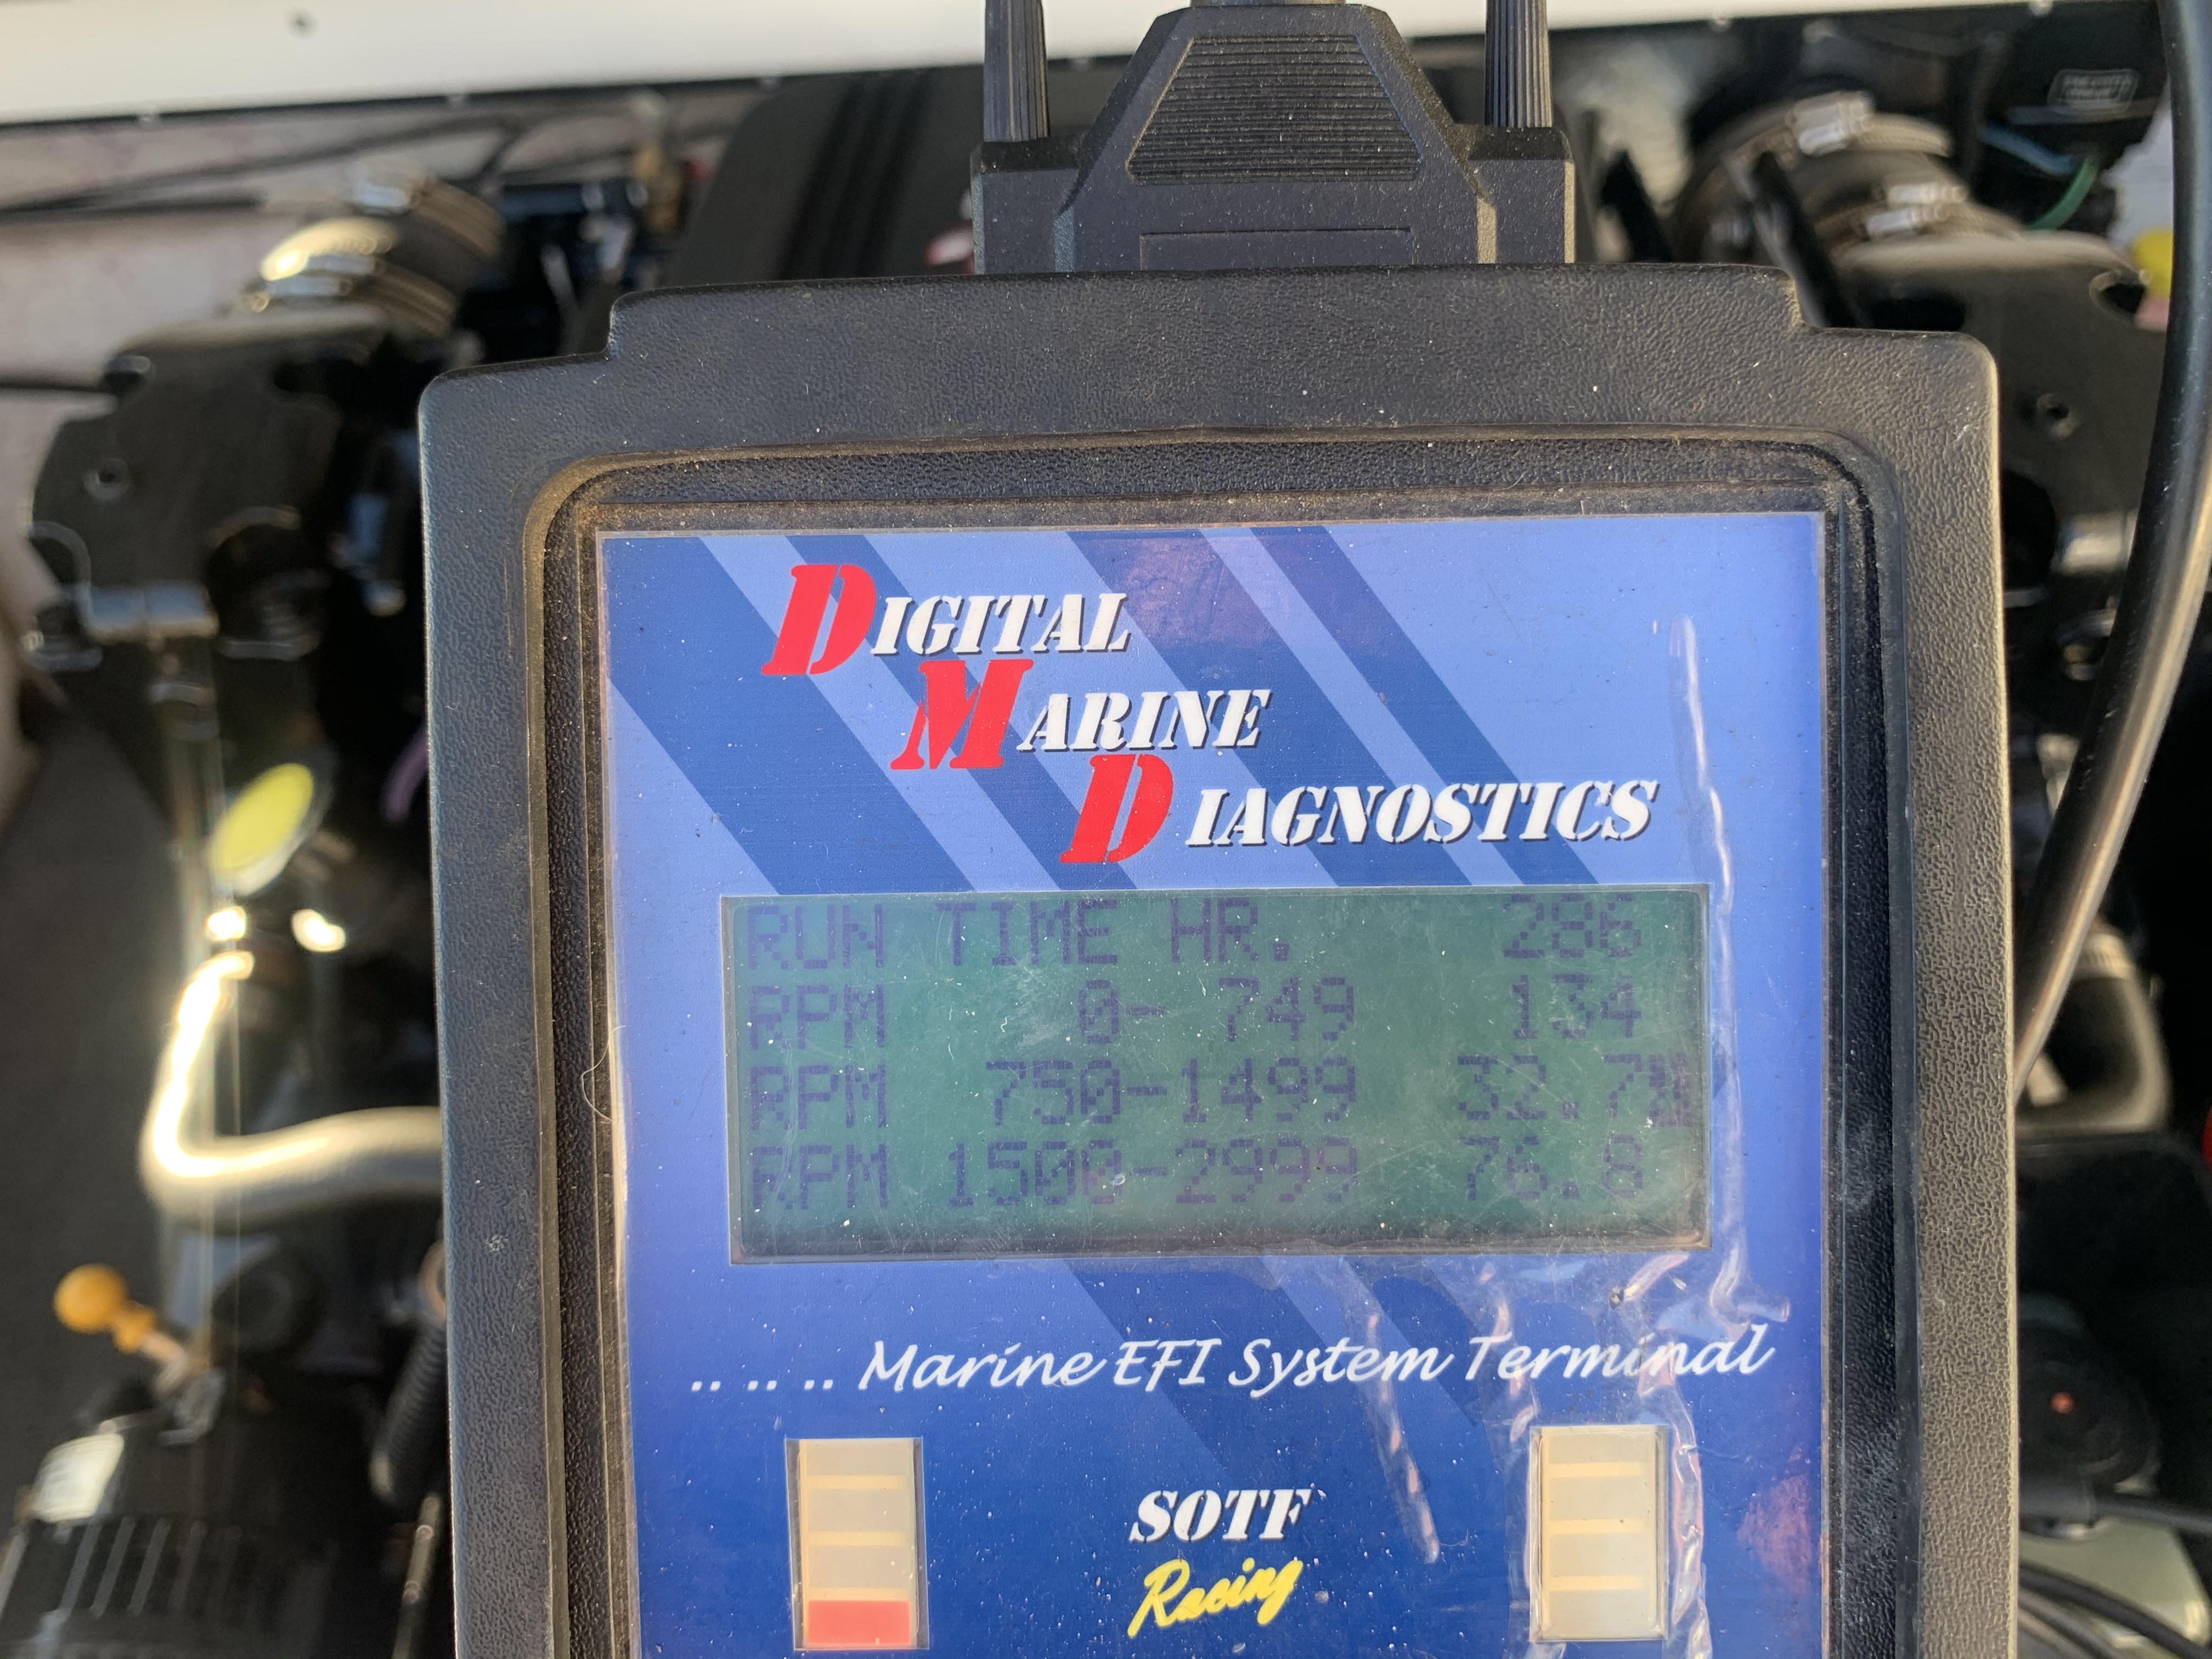 DIGITAL
MARINE
DIAGNOSTICS
RUN TIME HR. 286
RPM 0- 749 134
RPM 750-1499 32.7
RPM 1500-2999 76.8
.. .. .. Marine EFI System Terminal
SOTF
Racing